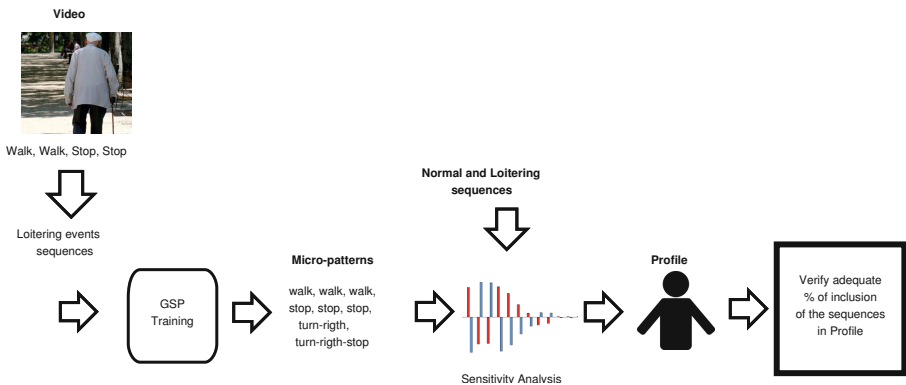 Video
Walk, Walk, Stop, Stop
Loitering events
sequences
GSP
Training
Micro-patterns
walk, walk, walk,
stop, stop, stop,
turn-rigth,
turn-rigth-stop
Normal and Loitering
sequences
Sensitivity Analysis
Profile
Verify adequate
% of inclusion
of the sequences
in Profile